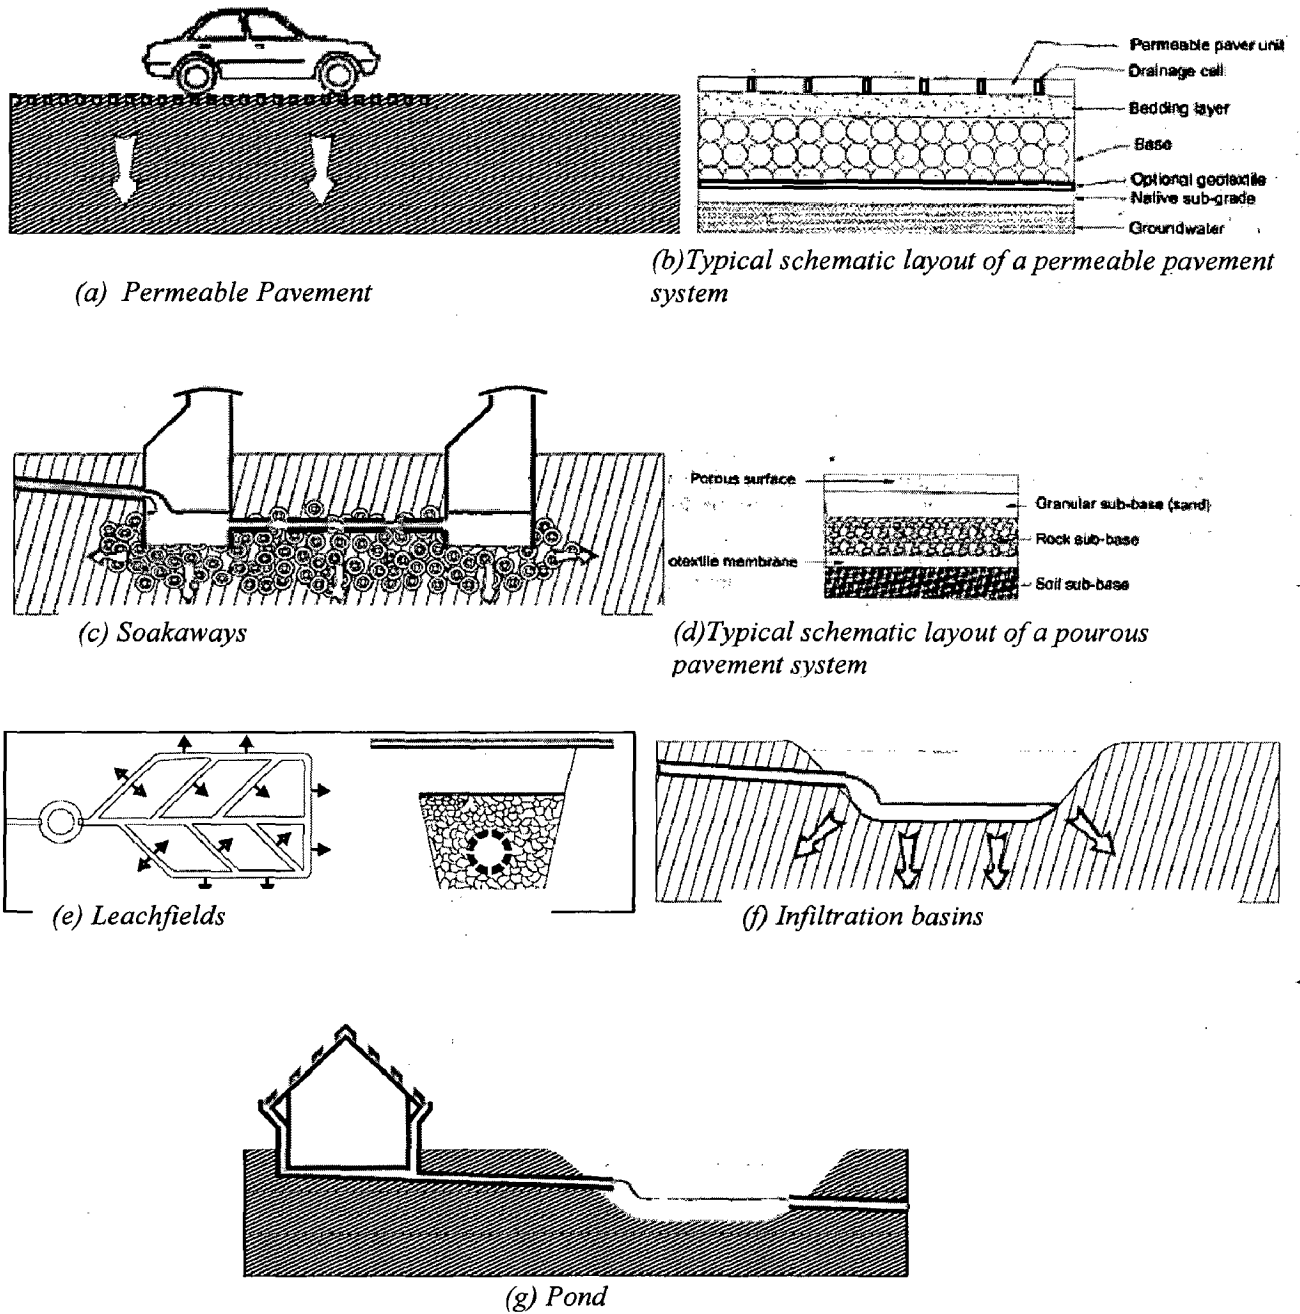 Permeable paver unit
Drainage cell
Bedding layer
Base
Optional geotextile
Native sub-grade
Groundwater
(a) Permeable Pavement
(b)Typical schematic layout of a permeable pavement
system
Porous surface
Granular sub-base (sand)
Rock sub-base
otextile membrane
Soil sub-base
(c) Soakaways
(d)Typical schematic layout of a pourous
pavement system
(e) Leachfields
(f) Infiltration basins
(g) Pond